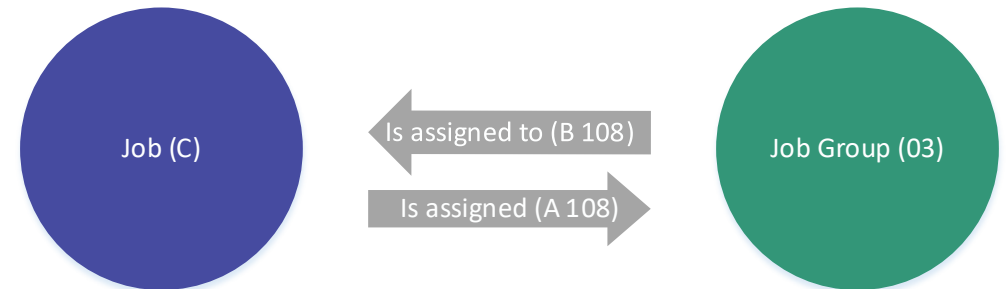 Is assigned to (B 108)
Job (C)
Job Group (03)
Is assigned (A 108)